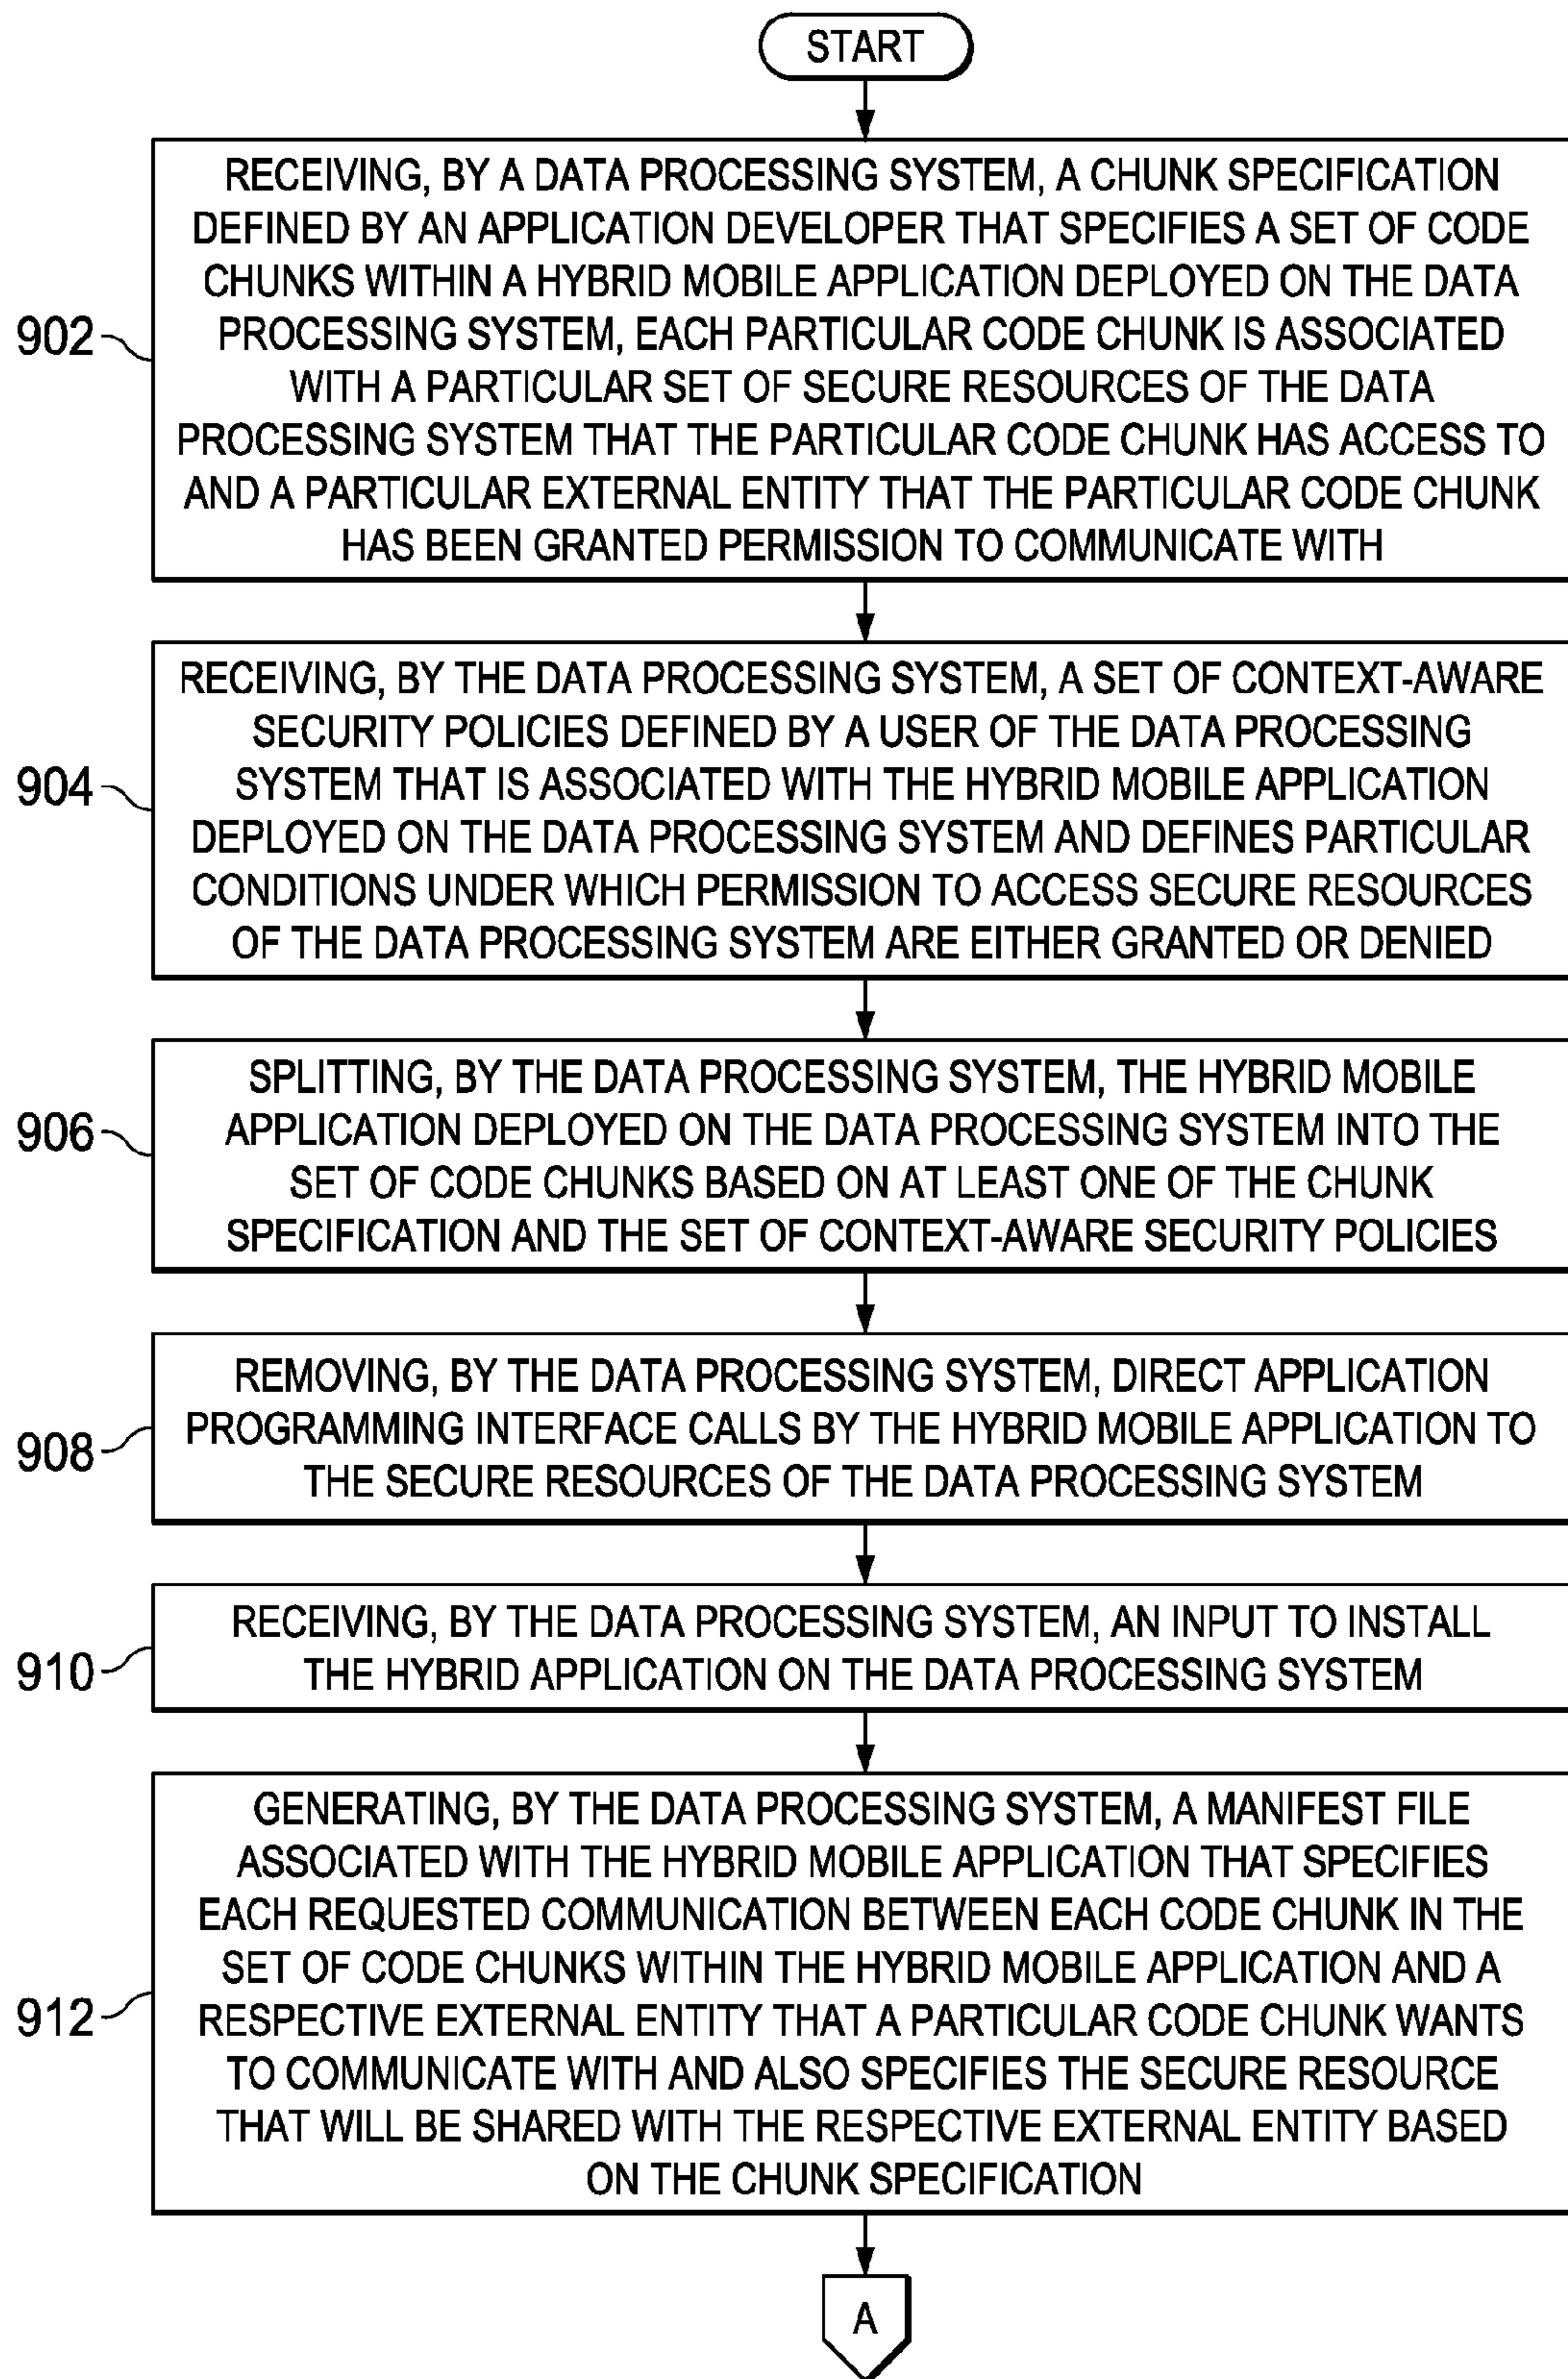 START
RECEIVING, BY A DATA PROCESSING SYSTEM, A CHUNK SPECIFICATION
DEFINED BY AN APPLICATION DEVELOPER THAT SPECIFIES A SET OF CODE
CHUNKS WITHIN A HYBRID MOBILE APPLICATION DEPLOYED ON THE DATA
PROCESSING SYSTEM, EACH PARTICULAR CODE CHUNK IS ASSOCIATED
WITH A PARTICULAR SET OF SECURE RESOURCES OF THE DATA
PROCESSING SYSTEM THAT THE PARTICULAR CODE CHUNK HAS ACCESS TO
AND A PARTICULAR EXTERNAL ENTITY THAT THE PARTICULAR CODE CHUNK
HAS BEEN GRANTED PERMISSION TO COMMUNICATE WITH
902
RECEIVING, BY THE DATA PROCESSING SYSTEM, A SET OF CONTEXT-AWARE
SECURITY POLICIES DEFINED BY A USER OF THE DATA PROCESSING
SYSTEM THAT IS ASSOCIATED WITH THE HYBRID MOBILE APPLICATION
DEPLOYED ON THE DATA PROCESSING SYSTEM AND DEFINES PARTICULAR
CONDITIONS UNDER WHICH PERMISSION TO ACCESS SECURE RESOURCES
OF THE DATA PROCESSING SYSTEM ARE EITHER GRANTED OR DENIED
904
SPLITTING, BY THE DATA PROCESSING SYSTEM, THE HYBRID MOBILE
APPLICATION DEPLOYED ON THE DATA PROCESSING SYSTEM INTO THE
SET OF CODE CHUNKS BASED ON AT LEAST ONE OF THE CHUNK
SPECIFICATION AND THE SET OF CONTEXT-AWARE SECURITY POLICIES
906
REMOVING, BY THE DATA PROCESSING SYSTEM, DIRECT APPLICATION
PROGRAMMING INTERFACE CALLS BY THE HYBRID MOBILE APPLICATION TO
THE SECURE RESOURCES OF THE DATA PROCESSING SYSTEM
908
RECEIVING, BY THE DATA PROCESSING SYSTEM, AN INPUT TO INSTALL
THE HYBRID APPLICATION ON THE DATA PROCESSING SYSTEM
910
GENERATING, BY THE DATA PROCESSING SYSTEM, A MANIFEST FILE
ASSOCIATED WITH THE HYBRID MOBILE APPLICATION THAT SPECIFIES
EACH REQUESTED COMMUNICATION BETWEEN EACH CODE CHUNK IN THE
SET OF CODE CHUNKS WITHIN THE HYBRID MOBILE APPLICATION AND A
RESPECTIVE EXTERNAL ENTITY THAT A PARTICULAR CODE CHUNK WANTS
TO COMMUNICATE WITH AND ALSO SPECIFIES THE SECURE RESOURCE
THAT WILL BE SHARED WITH THE RESPECTIVE EXTERNAL ENTITY BASED
ON THE CHUNK SPECIFICATION
912
A